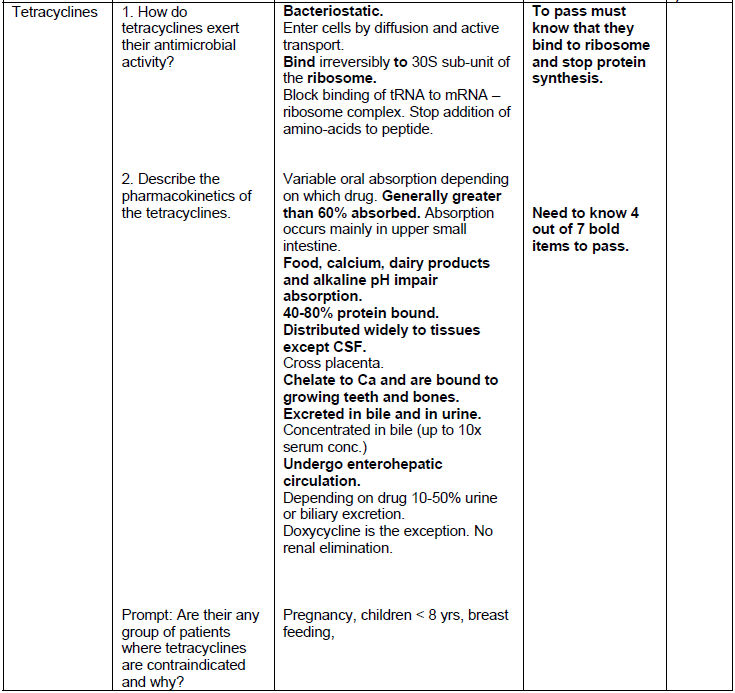 Tetracyclines
1. How do
tetracyclines exert
their antimicrobial
activity?
Bacteriostatic.
Enter cells by diffusion and active
transport.
Bind irreversibly to 30S sub-unit of
the ribosome.
Block binding of tRNA to mRNA –
ribosome complex. Stop addition of
amino-acids to peptide.
To pass must
know that they
bind to ribosome
and stop protein
synthesis.
2. Describe the
pharmacokinetics of
the tetracyclines.
Variable oral absorption depending
on which drug. Generally greater
than 60% absorbed. Absorption
occurs mainly in upper small
intestine.
Food, calcium, dairy products
and alkaline pH impair
absorption.
40-80% protein bound.
Distributed widely to tissues
except CSF.
Cross placenta.
Chelate to Ca and are bound to
growing teeth and bones.
Excreted in bile and in urine.
Concentrated in bile (up to 10x
serum conc.)
Undergo enterohepatic
circulation.
Depending on drug 10-50% urine
or biliary excretion.
Doxycycline is the exception. No
renal elimination.
Need to know 4
out of 7 bold
items to pass.
Prompt: Are their any
group of patients
where tetracyclines
are contraindicated
and why?
Pregnancy, children < 8 yrs, breast
feeding,